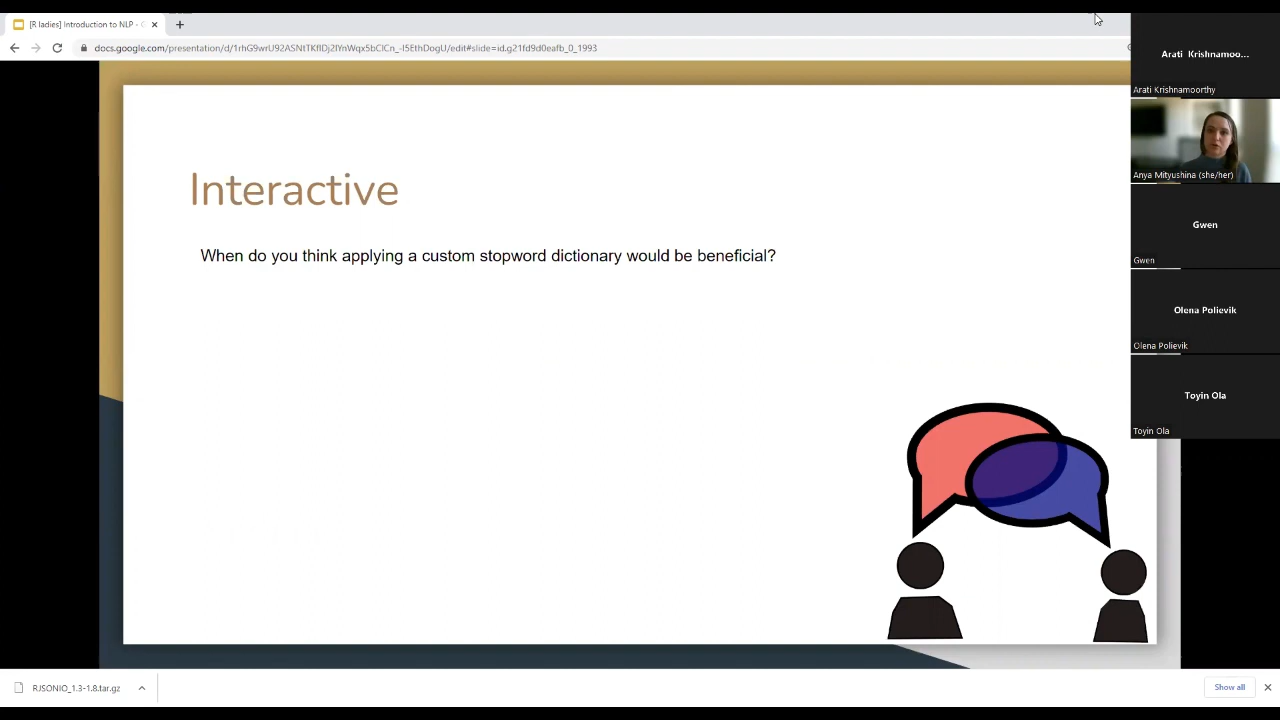 [R ladies] Introduction to NLP - G
docs.google.com/presentation/d/1rhG9wrU92ASNtTKflDj2lYnWqx5bClCn_-I5EthDogU/edit#slide=id.g21fd9d0eafb_0_1993
Interactive
When do you think applying a custom stopword dictionary would be beneficial?
Arati Krishnamoo...
Arati Krishnamoorthy
Anya Mityushina (she/her)
Gwen
Gwen
Olena Polievik
Olena Polievik
Toyin Ola
Toyin Ola
RJSONIO_1.3-1.8.tar.gz
Show all